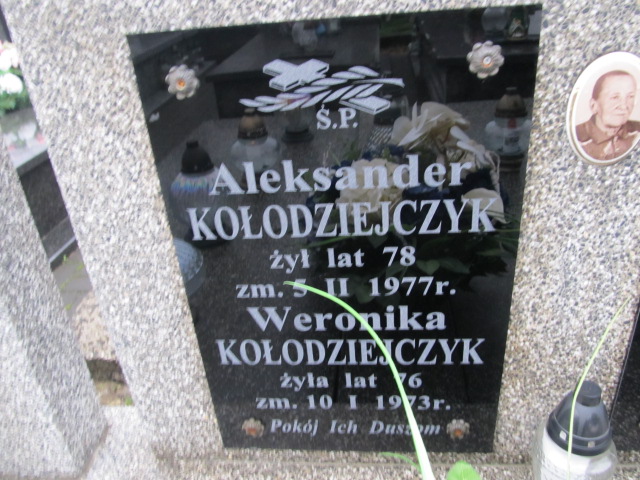 Ś.P.
Aleksander
KOŁODZIEJCZYK
żył lat 78
zm. 5 II 1977r.
Weronika
KOŁODZIEJCZYK
żyła lat 76
zm. 10 I 1973r.
Pokój Ich Duszom